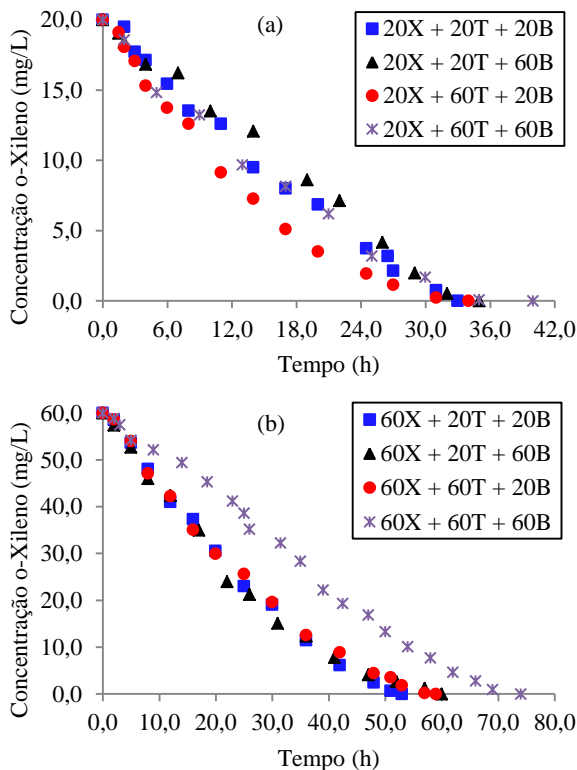 (a)
20X + 20T + 20B
20X + 20T + 60B
20X + 60T + 20B
20X + 60T + 60B
Concentração o-Xileno (mg/L)
20,0
15,0
10,0
5,0
0,0
0,0 6,0 12,0 18,0 24,0 30,0 36,0 42,0
Tempo (h)
(b)
60X + 20T + 20B
60X + 20T + 60B
60X + 60T + 20B
60X + 60T + 60B
Concentração o-Xileno (mg/L)
60,0
50,0
40,0
30,0
20,0
10,0
0,0
0,0 10,0 20,0 30,0 40,0 50,0 60,0 70,0 80,0
Tempo (h)